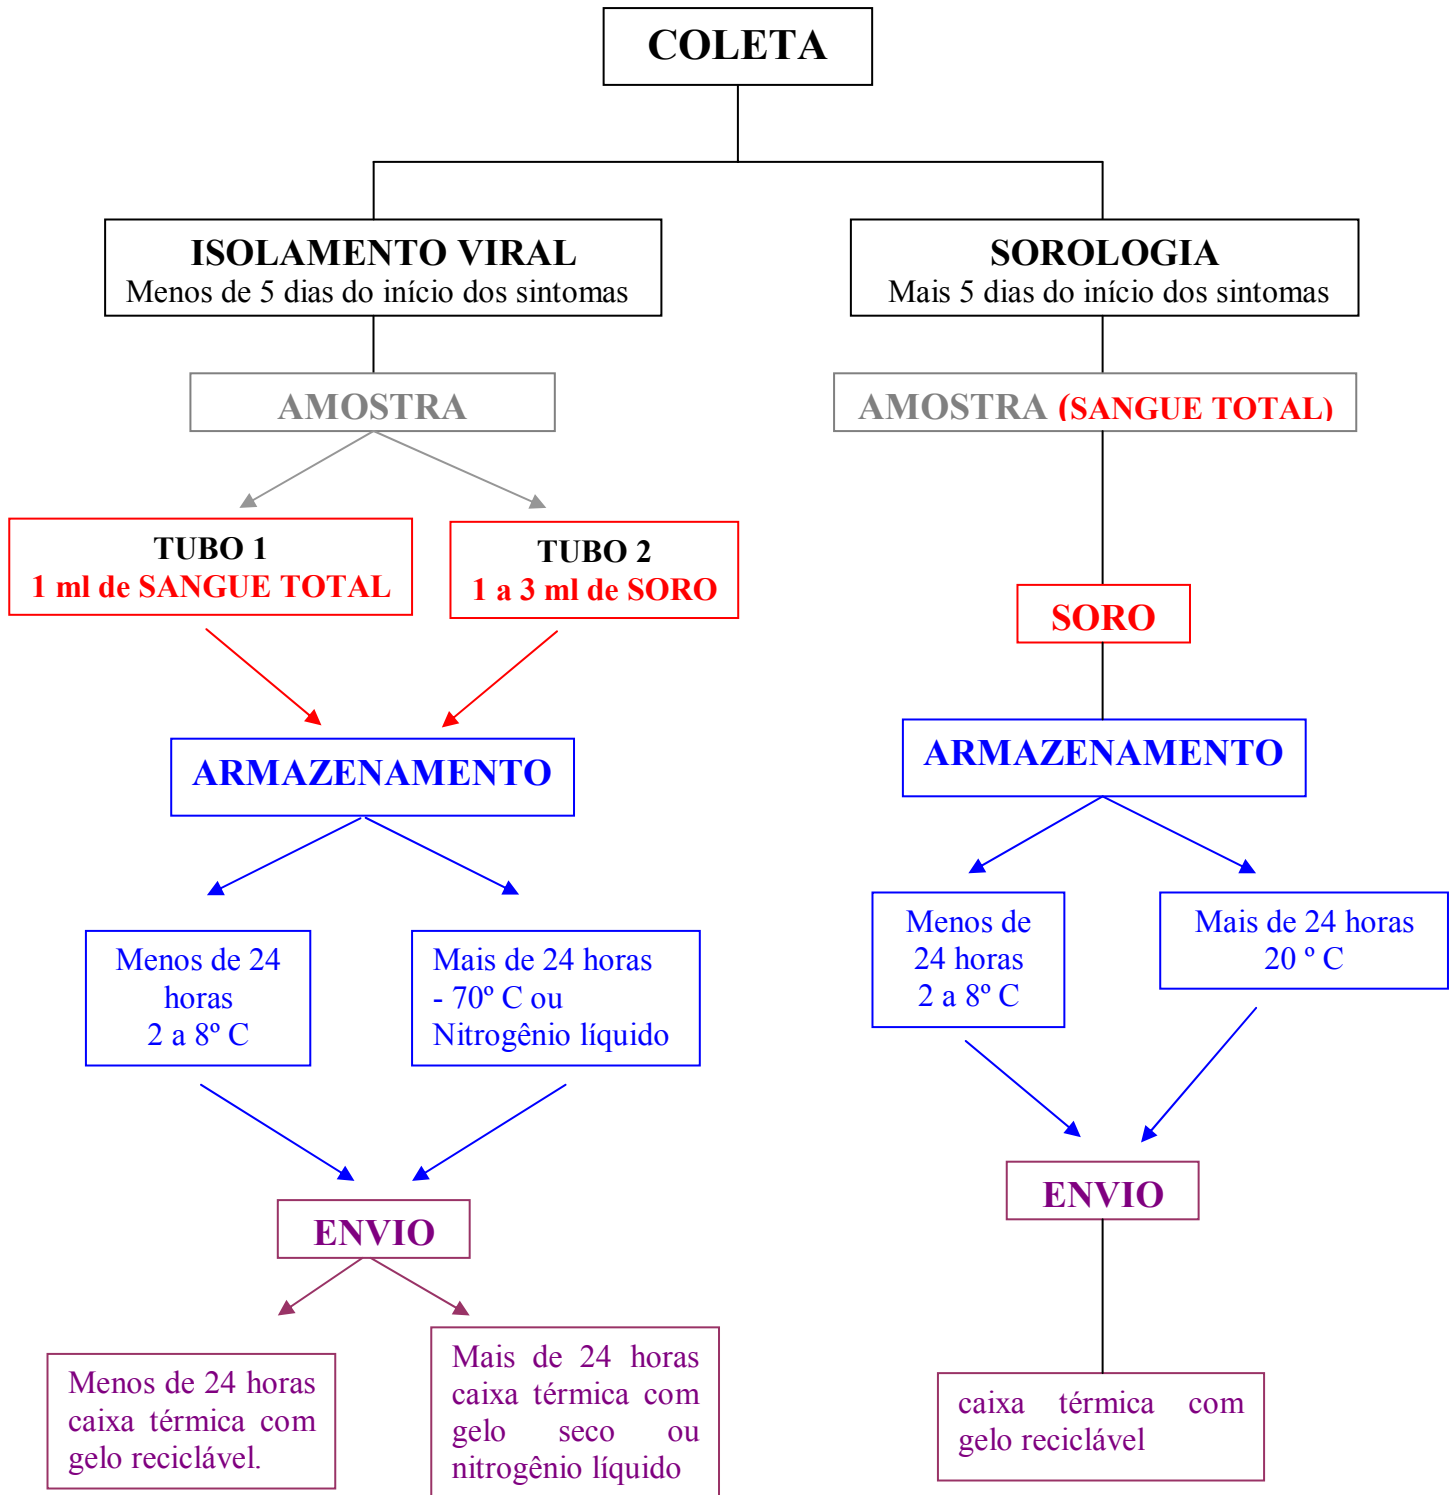 COLETA
ISOLAMENTO VIRAL
Menos de 5 dias do início dos sintomas
SOROLOGIA
Mais 5 dias do início dos sintomas
AMOSTRA
AMOSTRA (SANGUE TOTAL)
TUBO 1
1 ml de SANGUE TOTAL
TUBO 2
1 a 3 ml de SORO
SORO
ARMAZENAMENTO
ARMAZENAMENTO
Menos de 24
horas
2 a 8º C
Mais de 24 horas
- 70º C ou
Nitrogênio líquido
Menos de
24 horas
2 a 8º C
Mais de 24 horas
20 º C
ENVIO
ENVIO
Menos de 24 horas
caixa térmica com
gelo reciclável.
Mais de 24 horas
caixa térmica com
gelo seco ou
nitrogênio líquido
caixa térmica com
gelo reciclável